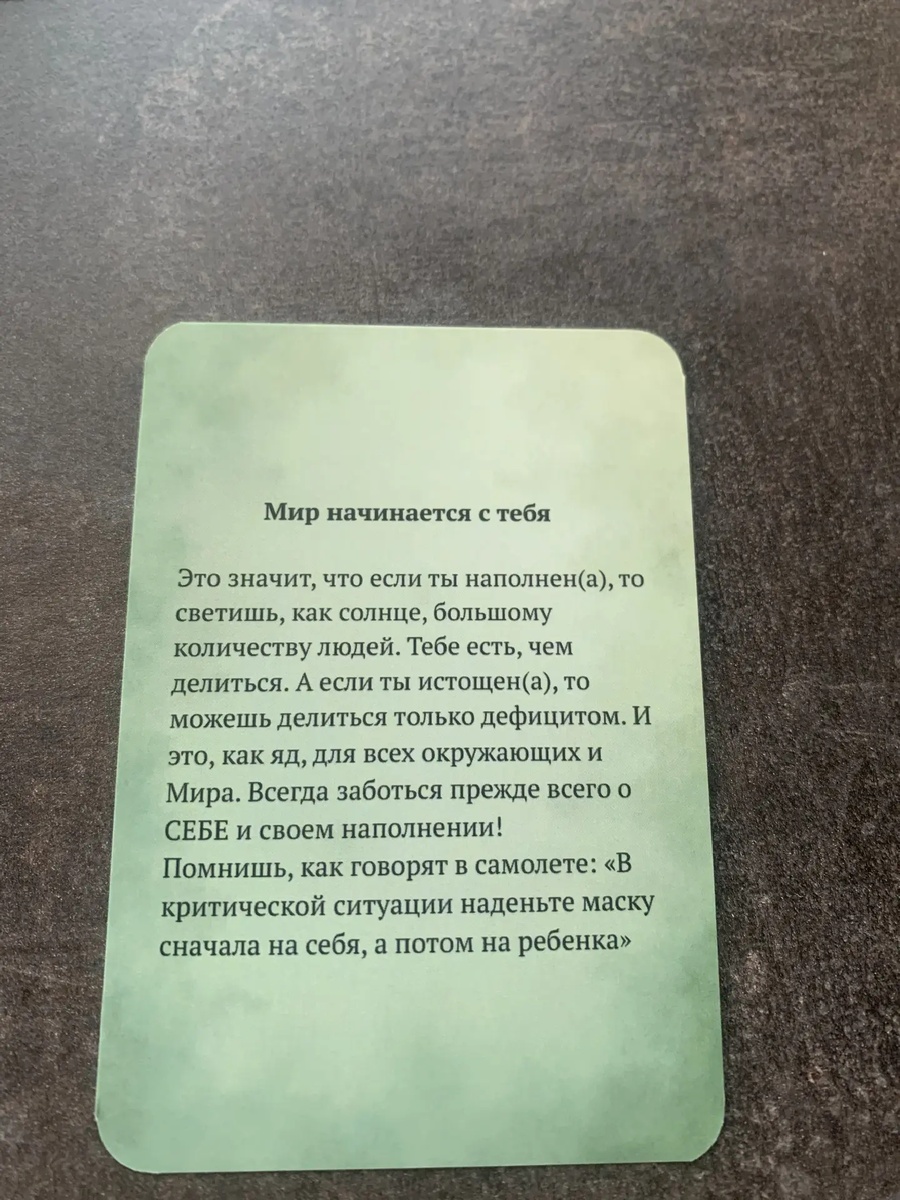 Мир начинается с тебя
Это значит, что если ты наполнен(а), то
светишь, как солнце, большому
количеству людей. Тебе есть, чем
делиться. А если ты истощен(а), то
можешь делиться только дефицитом. И
это, как яд, для всех окружающих и
Мира. Всегда заботься прежде всего о
СЕБЕ и своем наполнении!
Помнишь, как говорят в самолете: «В
критической ситуации наденьте маску
сначала на себя, а потом на ребенка»